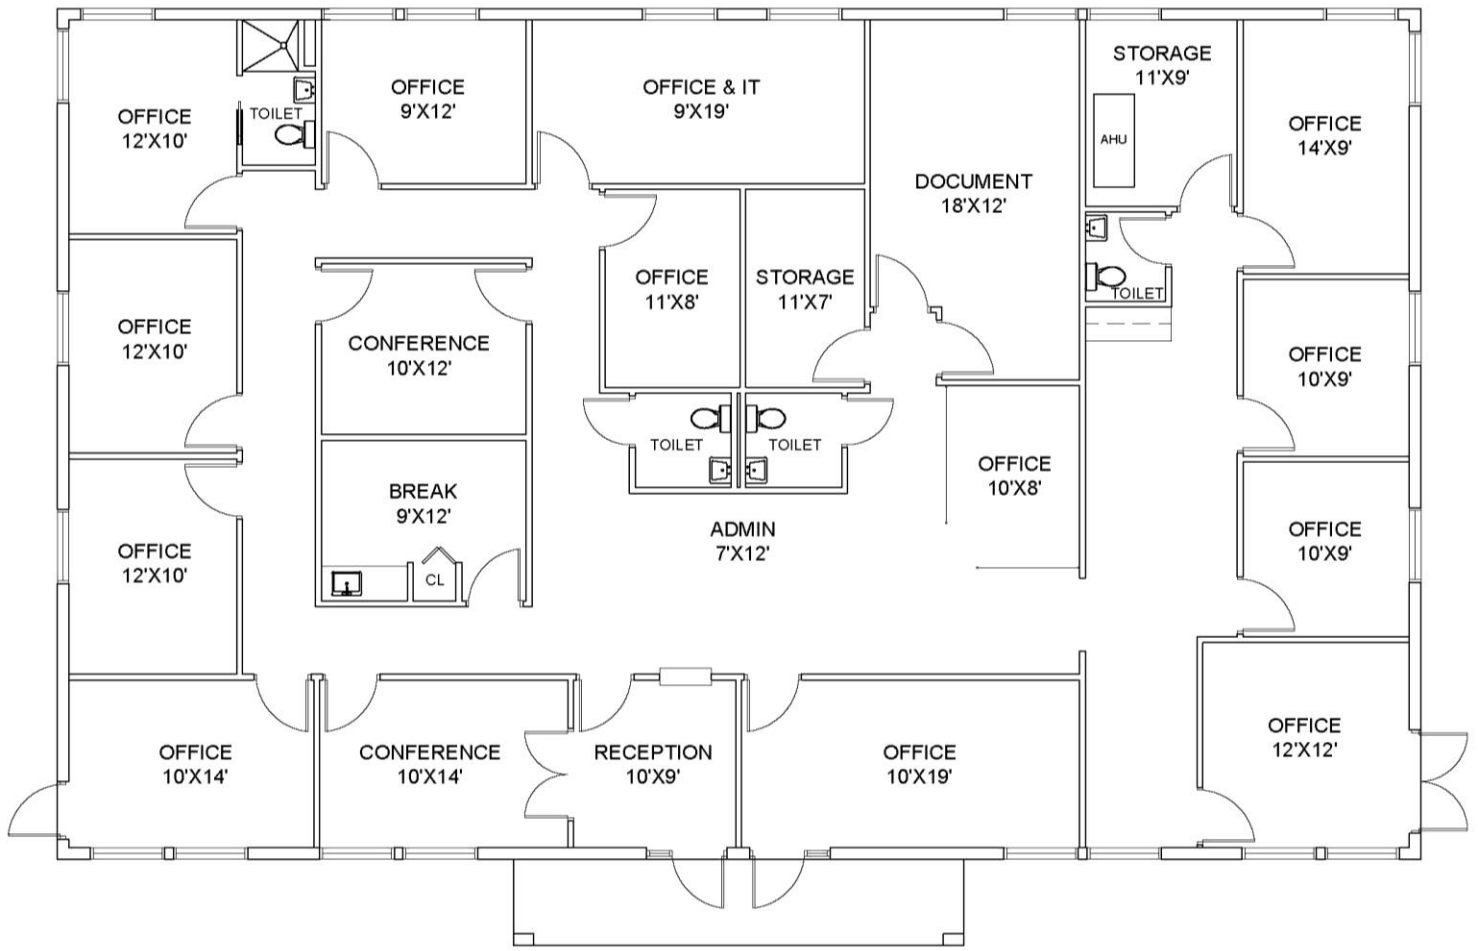 OFFICE
12'X10'
TOILET
OFFICE
9'X12'
OFFICE & IT
9'X19'
DOCUMENT
18'X12'
STORAGE
11'X9'
AHU
OFFICE
14'X9'
TOILET
OFFICE
12'X10'
CONFERENCE
10'X12'
OFFICE
11'X8'
STORAGE
11'X7'
OFFICE
10'X9'
TOILET
TOILET
OFFICE
10'X8'
OFFICE
12'X10'
BREAK
9'X12'
CL
ADMIN
7'X12'
OFFICE
10'X9'
OFFICE
10'X14'
CONFERENCE
10'X14'
RECEPTION
10'X9'
OFFICE
10'X19'
OFFICE
12'X12'